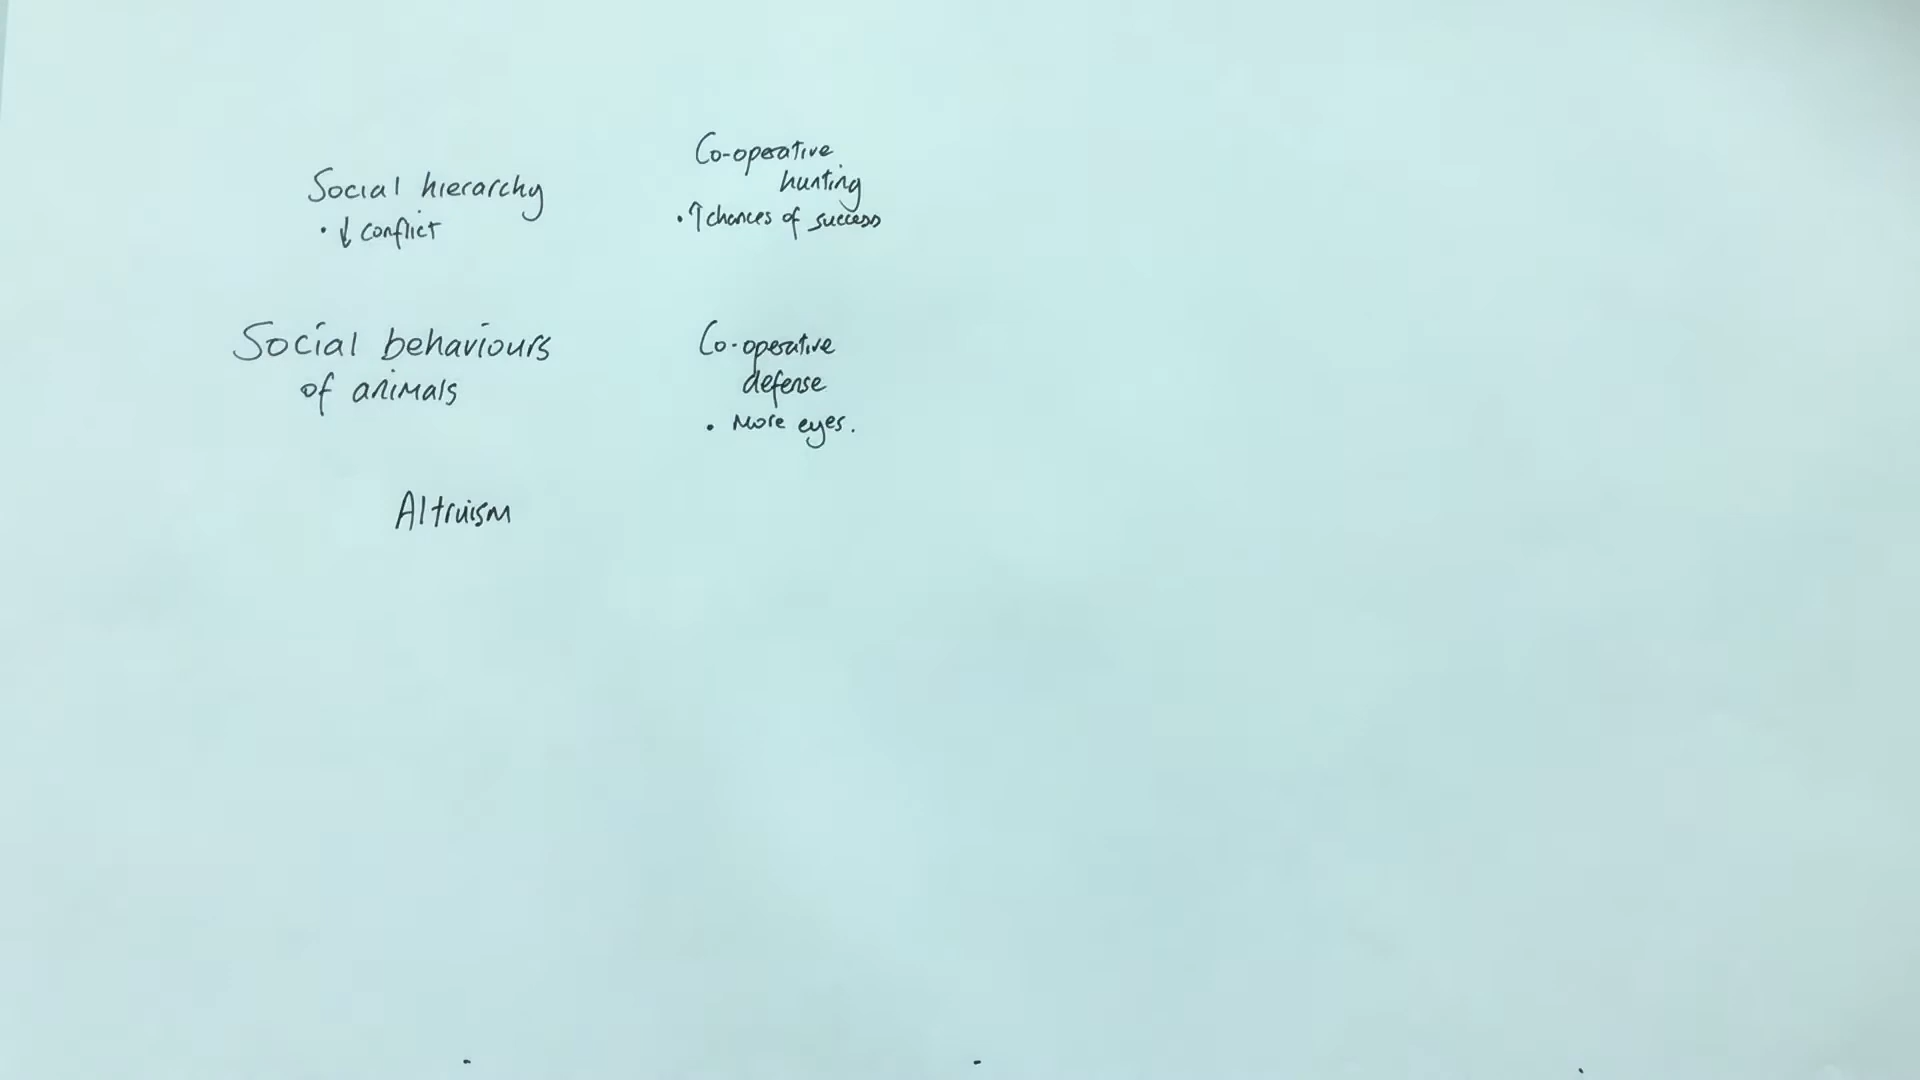 Social hierarchy
• ↓ conflict
Co-operative
hunting
• ↑ chances of success
Social behaviours
of animals
Co-operative
defense
• More eyes.
Altruism